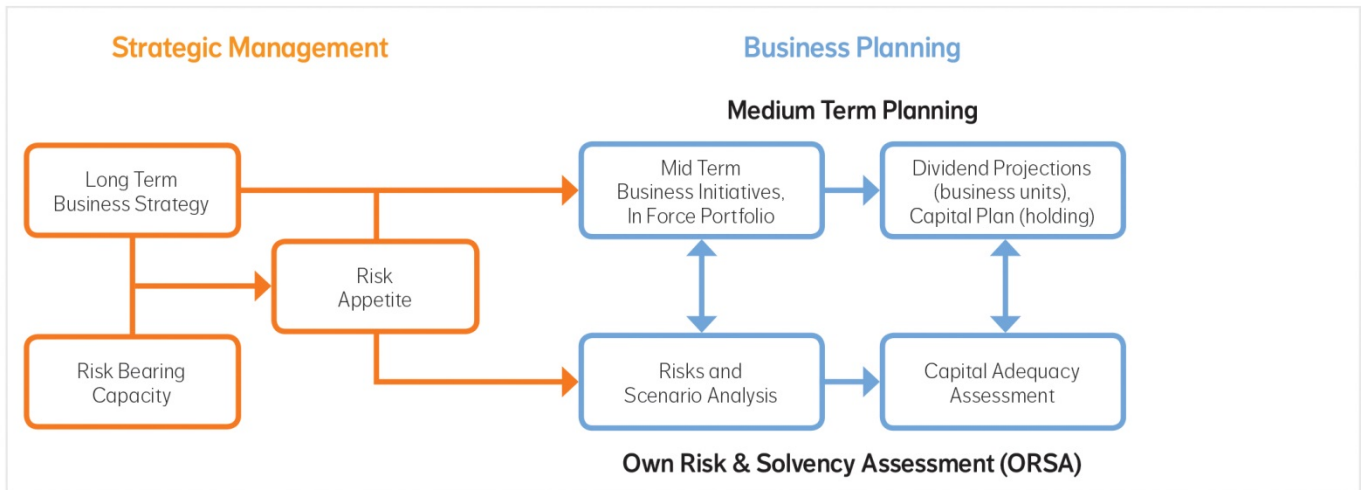 Strategic Management
Business Planning
Medium Term Planning
Long Term
Business Strategy
Risk
Appetite
Risk Bearing
Capacity
Mid Term
Business Initiatives,
In Force Portfolio
Dividend Projections
(business units),
Capital Plan (holding)
Risks and
Scenario Analysis
Capital Adequacy
Assessment
Own Risk & Solvency Assessment (ORSA)